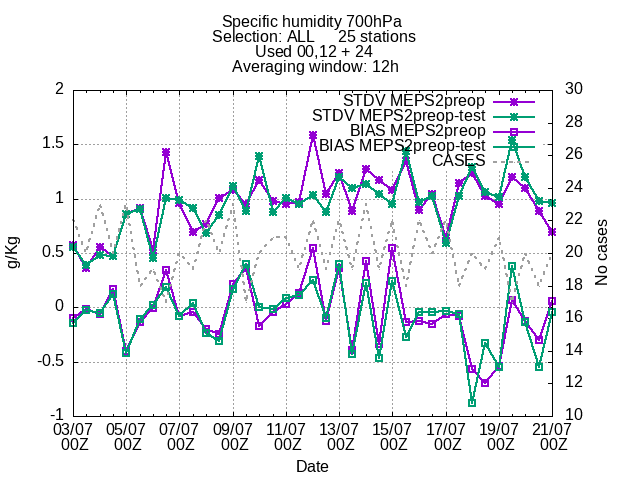 Specific humidity 700hPa
Selection: ALL 25 stations
Used 00,12 + 24
Averaging window: 12h
STDV MEPS2preop
STDV MEPS2preop-test
BIAS MEPS2preop
BIAS MEPS2preop-test
CASES
g/Kg
2
1.5
1
0.5
0
-0.5
-1
No cases
30
28
26
24
22
20
18
16
14
12
10
03/07 05/07 07/07 09/07 11/07 13/07 15/07 17/07 19/07 21/07
00Z 00Z 00Z 00Z 00Z 00Z 00Z 00Z 00Z 00Z
Date